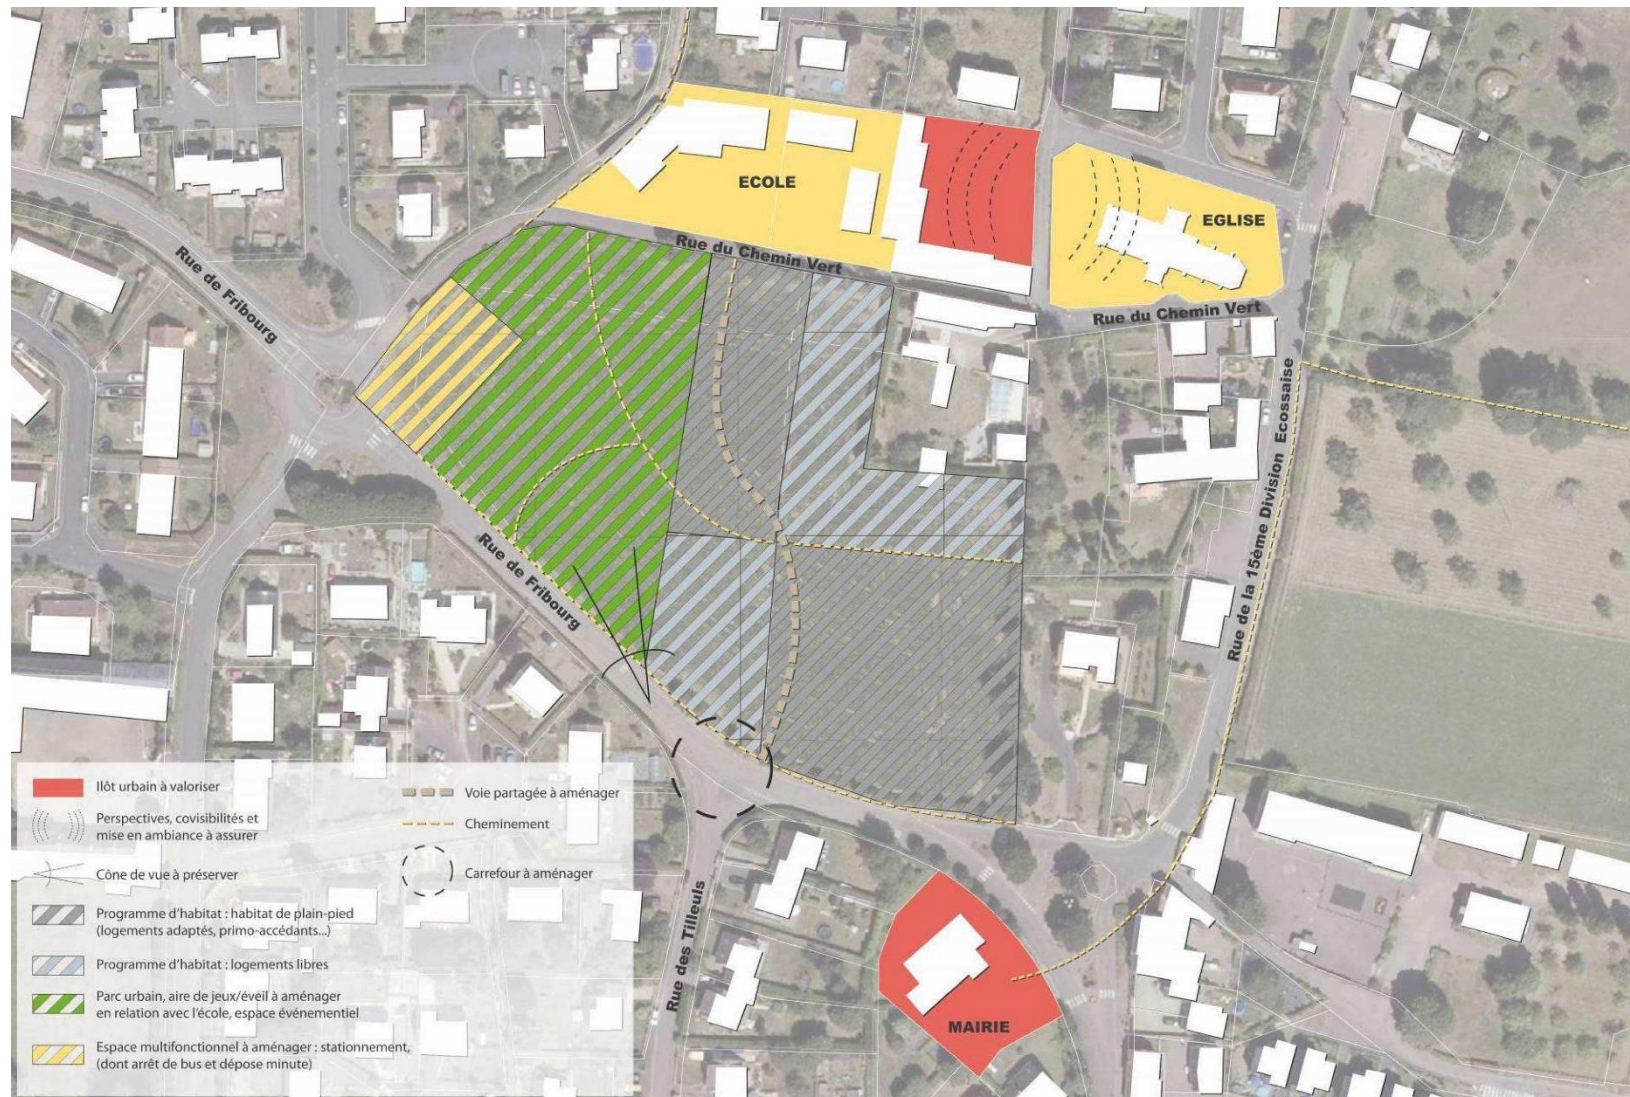 ECOLE
EGLISE
Rue du Chemin Vert
Rue du Chemin Vert
Rue de Fribourg
Rue de Fribourg
Rue de la 15ème Division Ecossaise
Rue des Tilleuls
MAIRIE
Ilôt urbain à valoriser
Perspectives, covisibilités et
mise en ambiance à assurer
Cône de vue à préserver
Programme d'habitat : habitat de plain-pied
(logements adaptés, primo-accédants...)
Programme d'habitat : logements libres
Parc urbain, aire de jeux/éveil à aménager
en relation avec l'école, espace événementiel
Espace multifonctionnel à aménager : stationnement,
(dont arrêt de bus et dépose minute)
Voie partagée à aménager
Cheminement
Carrefour à aménager